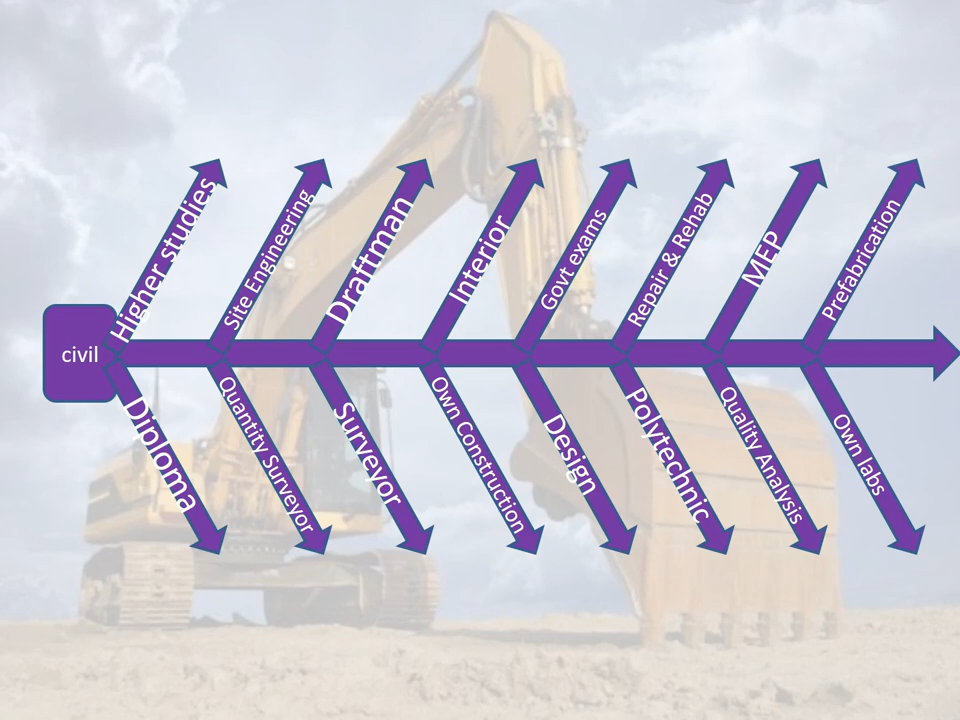 civil
Higher studies
Site Engineering
Draftman
Interior
Govt exams
Repair & Rehab
MEP
Prefabrication
Diploma
Quantity Surveyor
Surveyor
Own Construction
Design
Polytechnic
Quality Analysis
Own labs